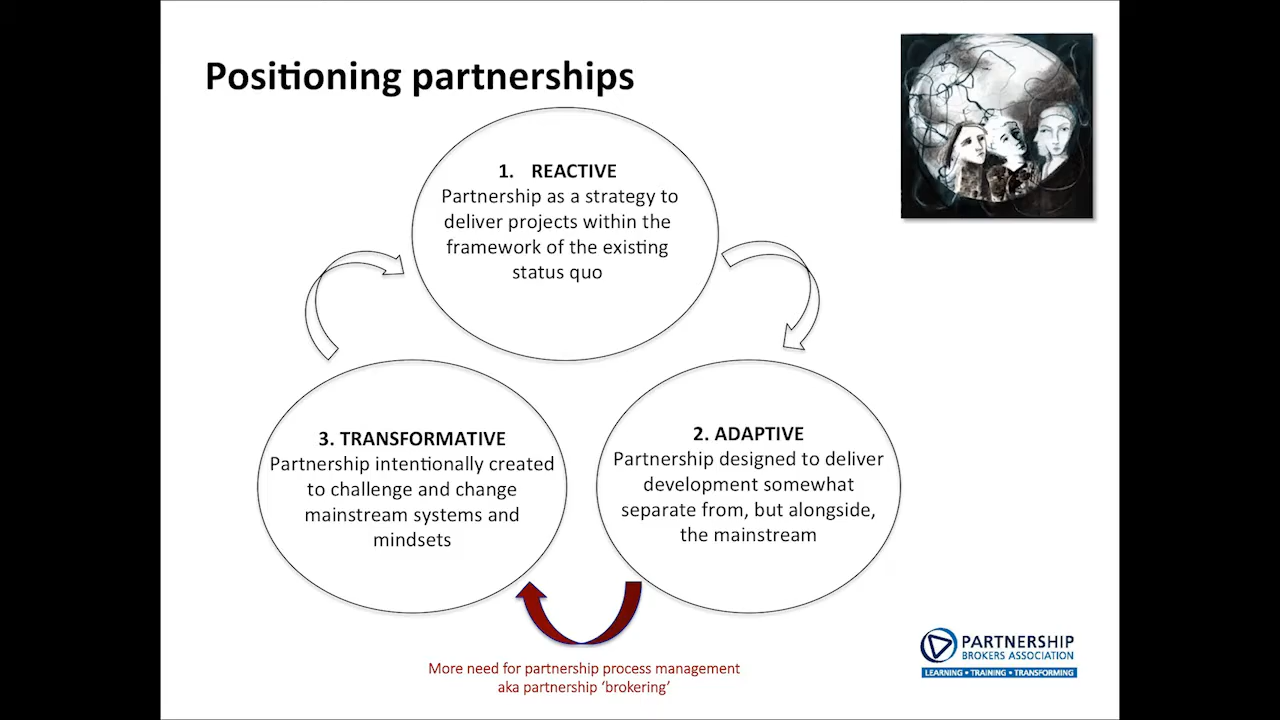 Positioning partnerships
1. REACTIVE
Partnership as a strategy to
deliver projects within the
framework of the existing
status quo
2. ADAPTIVE
Partnership designed to deliver
development somewhat
separate from, but alongside,
the mainstream
3. TRANSFORMATIVE
Partnership intentionally created
to challenge and change
mainstream systems and
mindsets
More need for partnership process management
aka partnership ‘brokering’
PARTNERSHIP
BROKERS ASSOCIATION
LEARNING • TRAINING • TRANSFORMING